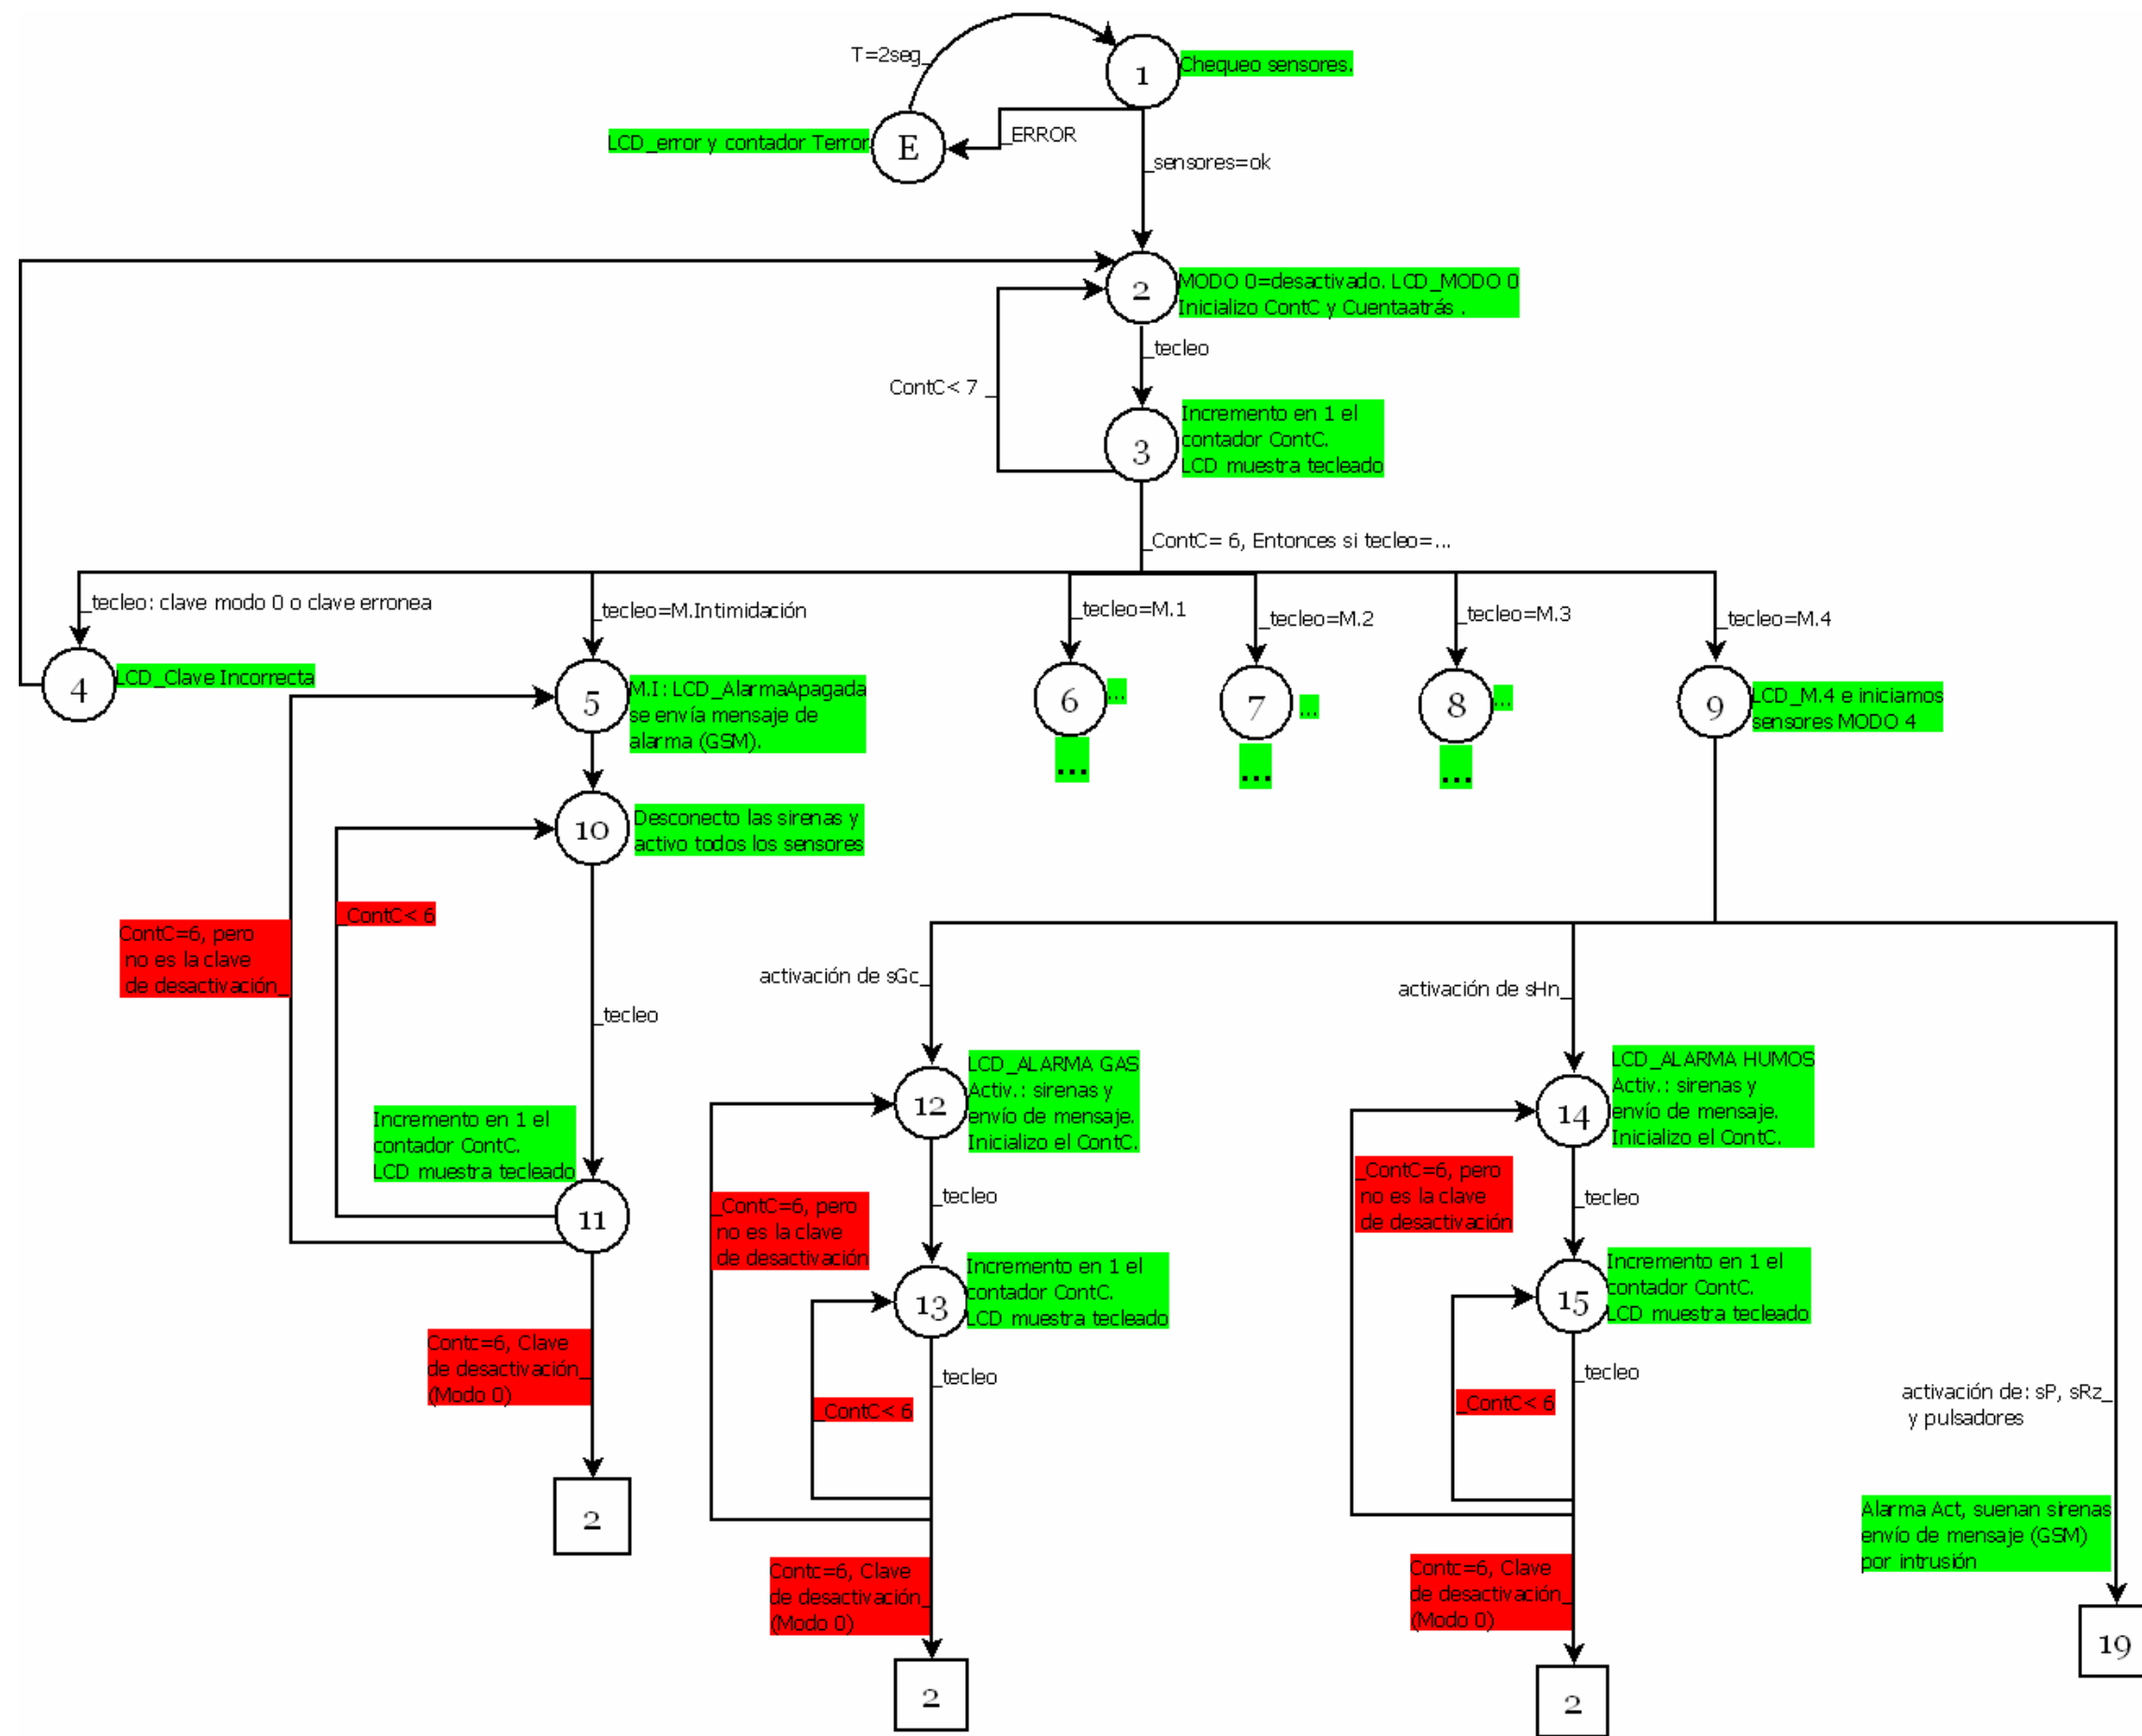 T=2seg_
1
Chequeo sensores.
LCD_error y contador Terror
E
_ERROR
_sensores=ok
2
MODO 0=desactivado. LCD_MODO 0
Inicializo ContC y Cuentaatrás .
_tecleo
ContC< 7 _
3
Incremento en 1 el
contador ContC.
LCD muestra tecleado
_ContC= 6, Entonces si tecleo=...
_tecleo: clave modo 0 o clave erronea
_tecleo=M.Intimidación
_tecleo=M.1
_tecleo=M.2
_tecleo=M.3
_tecleo=M.4
4
LCD_Clave Incorrecta
5
M.I: LCD_AlarmaApagada
se envía mensaje de
alarma (GSM).
6
...
...
7
...
...
8
...
...
9
LCD_M.4 e iniciamos
sensores MODO 4
10
Desconecto las sirenas y
activo todos los sensores
_ContC< 6
ContC=6, pero
no es la clave
de desactivación_
_tecleo
activación de sGc_
activación de sHn_
Incremento en 1 el
contador ContC.
LCD muestra tecleado
11
12
LCD_ALARMA GAS
Activ.: sirenas y
envío de mensaje.
Inicializo el ContC.
14
LCD_ALARMA HUMOS
Activ.: sirenas y
envío de mensaje.
Inicializo el ContC.
_ContC=6, pero
no es la clave
de desactivación
_tecleo
_ContC=6, pero
no es la clave
de desactivación
_tecleo
13
Incremento en 1 el
contador ContC.
LCD muestra tecleado
15
Incremento en 1 el
contador ContC.
LCD muestra tecleado
Contc=6, Clave
de desactivación_
(Modo 0)
_tecleo
_ContC< 6
_tecleo
_ContC< 6
activación de: sP, sRz_
y pulsadores
2
Alarma Act, suenan sirenas
envío de mensaje (GSM)
por intrusión
Contc=6, Clave
de desactivación_
(Modo 0)
Contc=6, Clave
de desactivación_
(Modo 0)
19
2
2